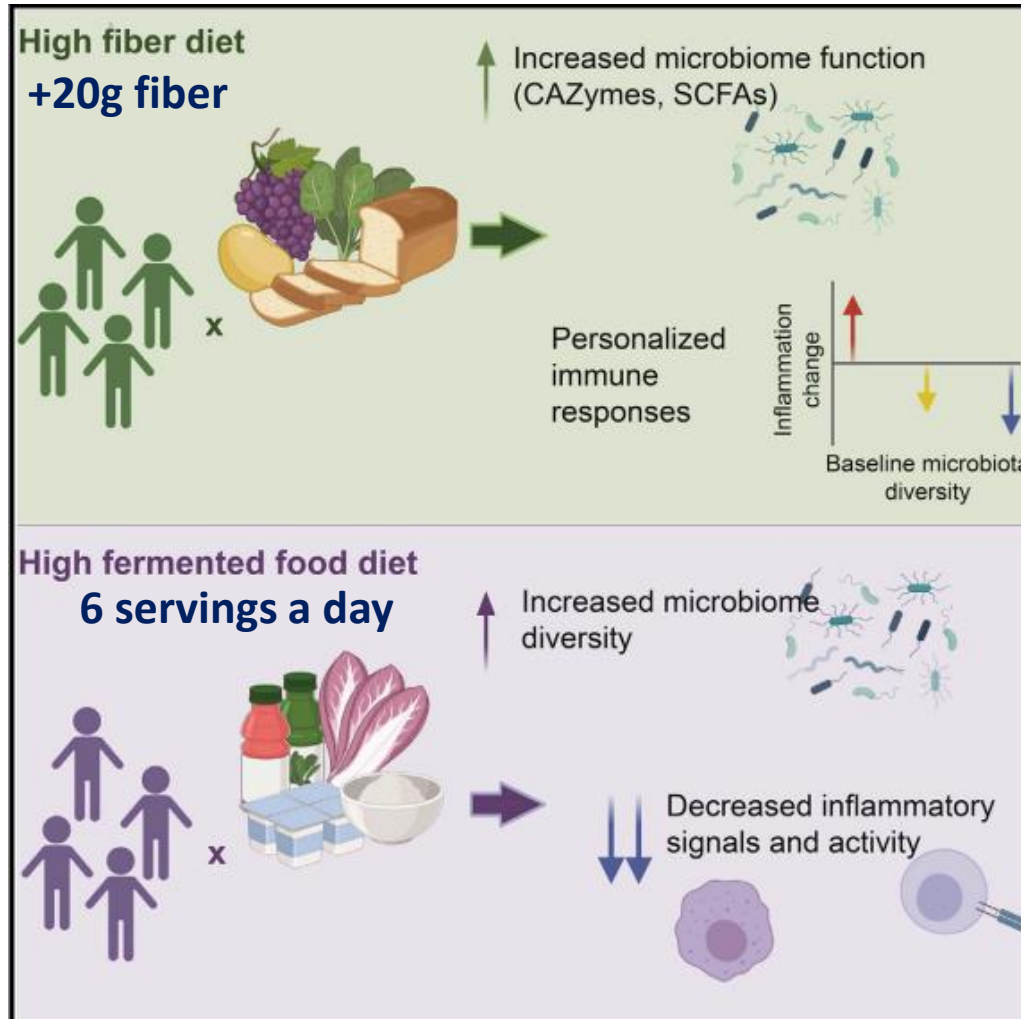 High fiber diet
+20g fiber
x
Increased microbiome function
(CAZymes, SCFAs)
Personalized
immune
responses
Inflammation
change
Baseline microbiota
diversity
High fermented food diet
6 servings a day
x
Increased microbiome
diversity
Decreased inflammatory
signals and activity